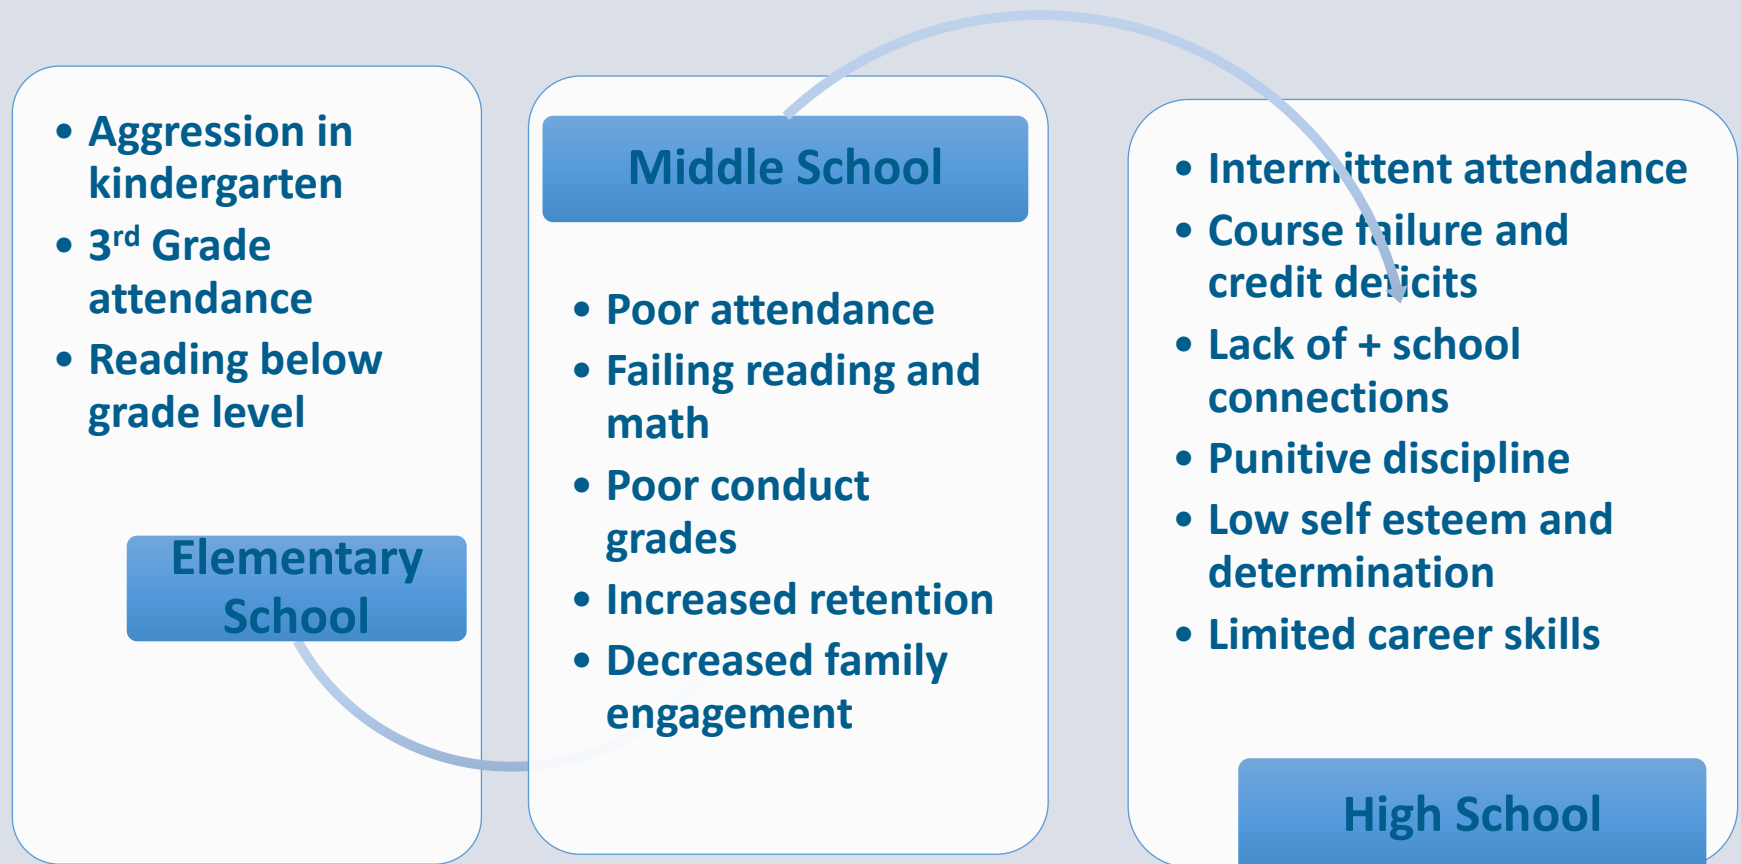 • Aggression in
kindergarten
• 3rd Grade
attendance
• Reading below
grade level
Elementary
School
Middle School
• Poor attendance
• Failing reading and
math
• Poor conduct
grades
• Increased retention
• Decreased family
engagement
• Intermittent attendance
• Course failure and
credit deficits
• Lack of + school
connections
• Punitive discipline
• Low self esteem and
determination
• Limited career skills
High School